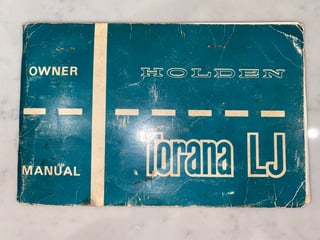 OWNER
HOLDEN
MANUAL
Torana LJ